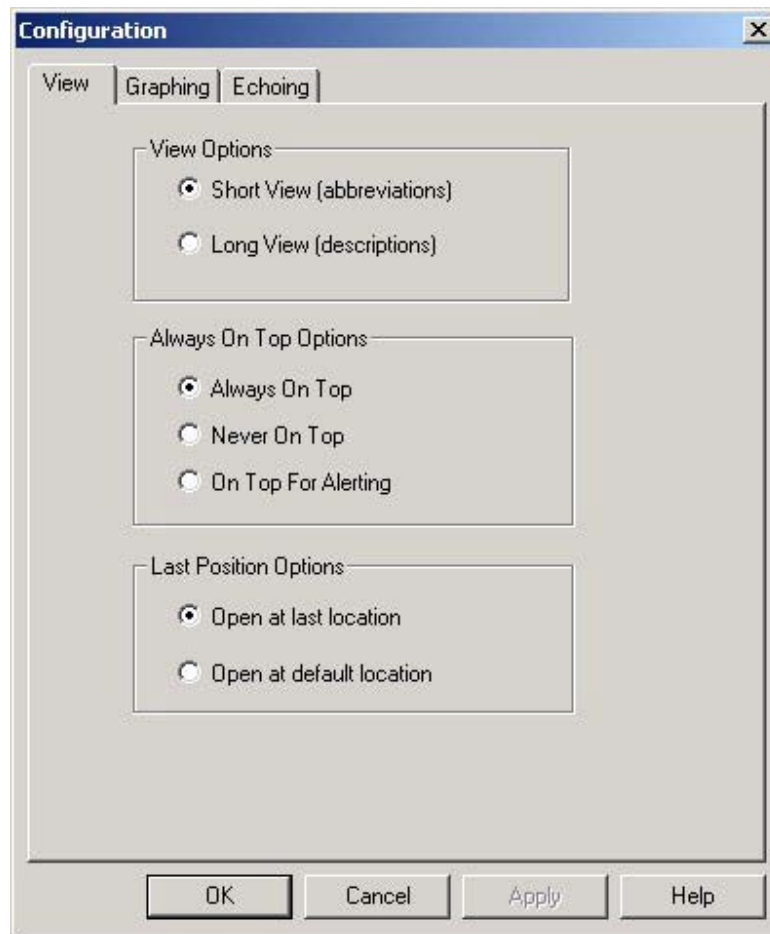 Configuration
View Graphing Echoing
View Options
Short View (abbreviations)
Long View (descriptions)
Always On Top Options
Always On Top
Never On Top
On Top For Alerting
Last Position Options
Open at last location
Open at default location
OK Cancel Apply Help